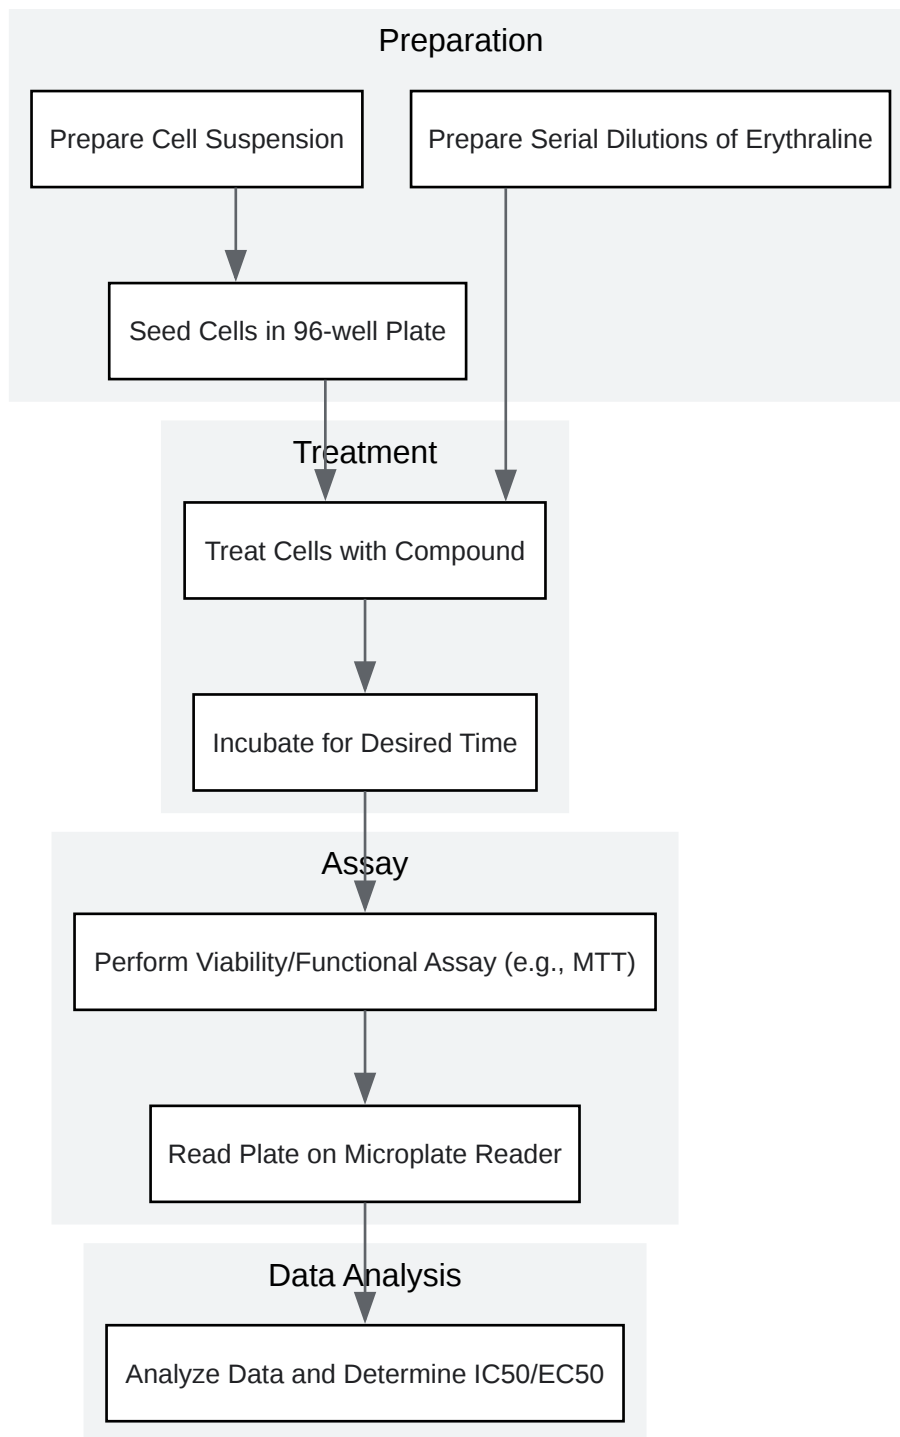 Preparation
Prepare Cell Suspension
Prepare Serial Dilutions of Erythraline
Seed Cells in 96-well Plate
Treatment
Treat Cells with Compound
Incubate for Desired Time
Assay
Perform Viability/Functional Assay (e.g., MTT)
Read Plate on Microplate Reader
Data Analysis
Analyze Data and Determine IC50/EC50